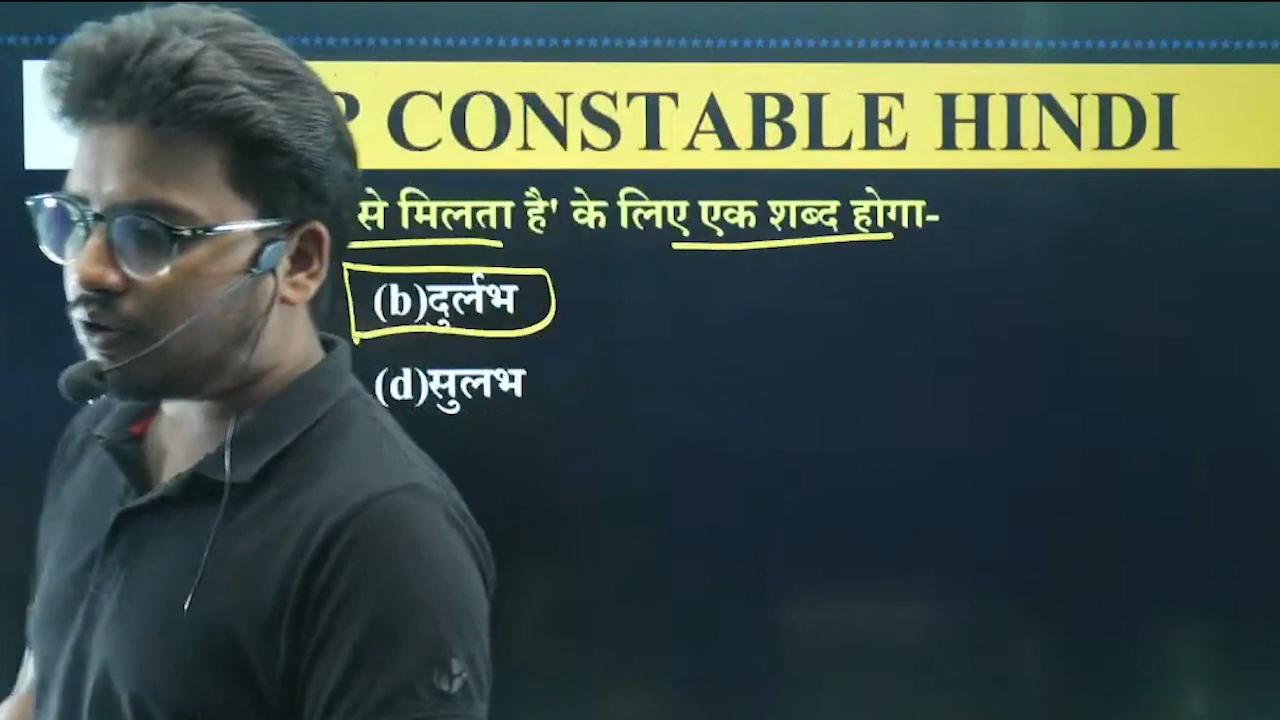 CONSTABLE HINDI
से मिलता है' के लिए एक शब्द होगा-
(b)दुर्लभ
(d)सुलभ